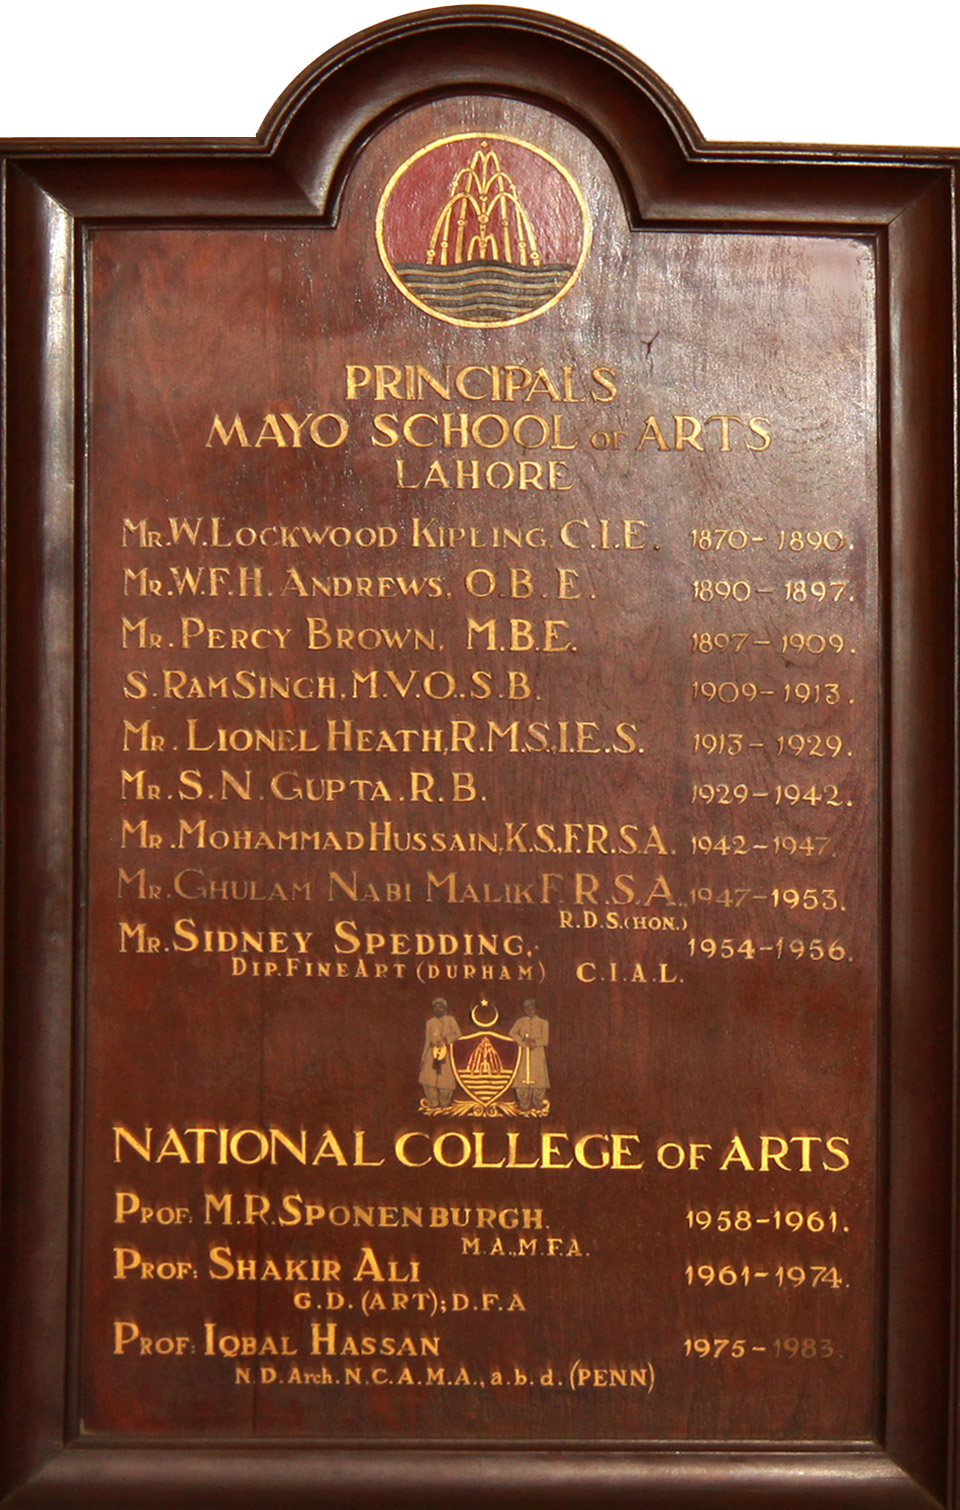 PRINCIPALS
MAYO SCHOOL OF ARTS
LAHORE
MR.W.LOCKWOOD KIPLING. C.I.E. 1870-1890.
MR.W.F.H. ANDREWS. O.B.E. 1890-1897.
MR.PERCY BROWN, M.B.E. 1897-1909.
S.RAM SINGH, M.V.O., S.B. 1909-1913.
MR.LIONEL HEATH, R.M.S., I.E.S. 1913-1929.
MR.S.N.GUPTA.R.B. 1929-1942.
MR.MOHAMMAD HUSSAIN, K.S., F.R.S.A. 1942-1947.
MR.GHULAM NABI MALIK F.R.S.A., 1947-1953.
R.D.S.(HON.)
MR.SIDNEY SPEDDING, 1954-1956.
DIP.FINE ART (DURHAM) C.I.A.L.
NATIONAL COLLEGE OF ARTS
PROF: M.R.SPONENBURGH. 1958-1961.
M.A., M.F.A.
PROF: SHAKIR ALI 1961-1974.
G.D.(ART); D.F.A
PROF: IQBAL HASSAN 1975-1983.
N.D.Arch. N.C.A.M.A., a.b.d. (PENN)